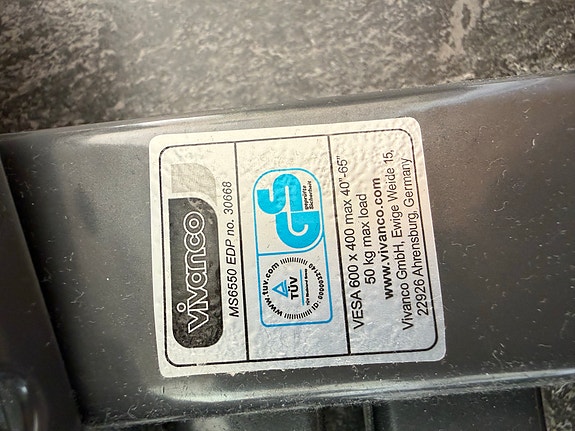 vivanco
MS6550 EDP no. 30668
www.tuv.com
TÜV
GS
geprüfte
Sicherheit
VESA 600 x 400 max 40"-65"
50 kg max load
www.vivanco.com
Vivanco GmbH, Ewige Weide 15,
22926 Ahrensburg, Germany